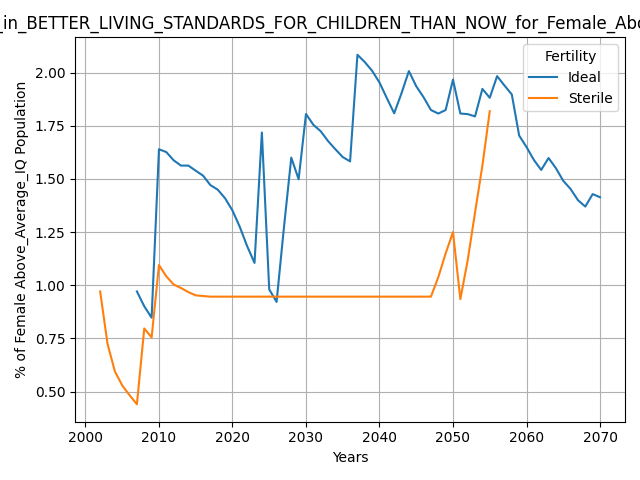 _in_BETTER_LIVING_STANDARDS_FOR_CHILDREN_THAN_NOW_for_Female_Abo
Fertility
Ideal
Sterile
% of Female Above_Average_IQ Population
2.00
1.75
1.50
1.25
1.00
0.75
0.50
2000 2010 2020 2030 2040 2050 2060 2070
Years